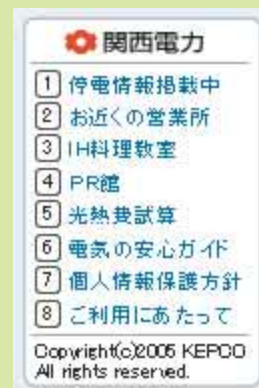 関西電力
1 停電情報掲載中
2 お近くの営業所
3 IH料理教室
4 PR館
5 光熱費試算
6 電気の安心ガイド
7 個人情報保護方針
8 ご利用にあたって
Copyright(c)2005 KEPCO
All rights reserved.